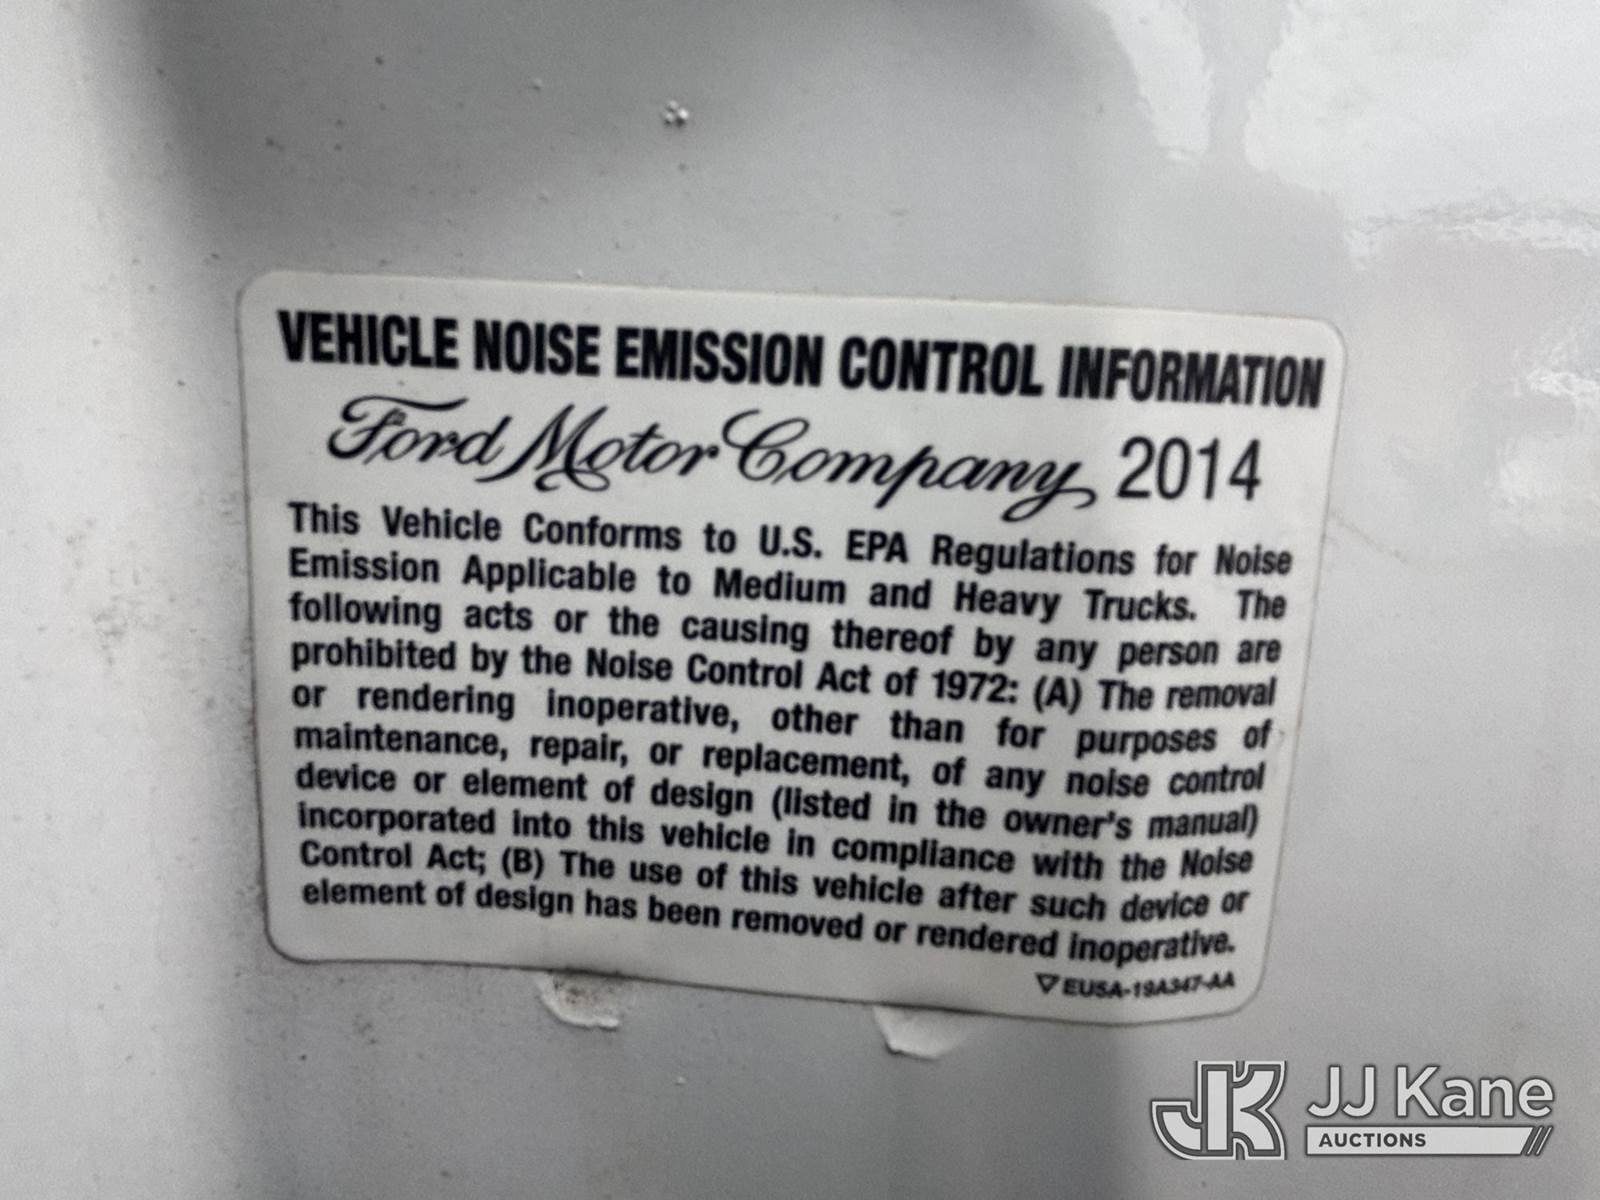 VEHICLE NOISE EMISSION CONTROL INFORMATION
Ford Motor Company 2014
This Vehicle Conforms to U.S. EPA Regulations for Noise
Emission Applicable to Medium and Heavy Trucks. The
following acts or the causing thereof by any person are
prohibited by the Noise Control Act of 1972: (A) The removal
or rendering inoperative, other than for purposes of
maintenance, repair, or replacement, of any noise control
device or element of design (listed in the owner's manual)
incorporated into this vehicle in compliance with the Noise
Control Act; (B) The use of this vehicle after such device or
element of design has been removed or rendered inoperative.
EUSA-19A347-AA
JK JJ Kane
AUCTIONS